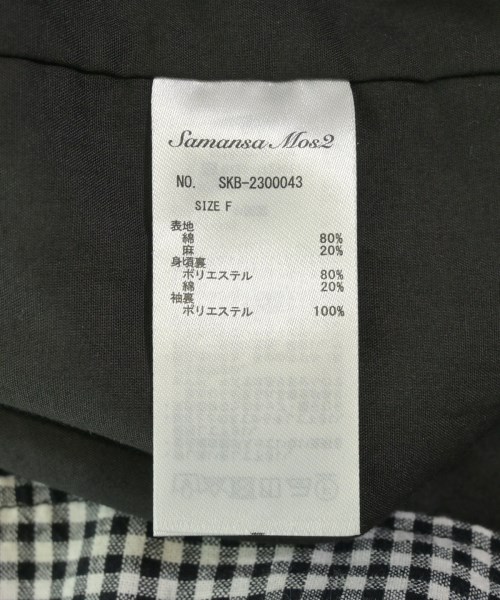 Samansa Mos2
NO. SKB-2300043
SIZE F
表地
綿 80%
麻 20%
身頃裏
ポリエステル 80%
綿 20%
袖裏
ポリエステル 100%